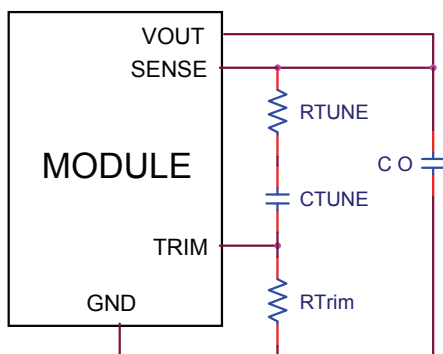 VOUT
SENSE
RTUNE
MODULE
C O
CTUNE
TRIM
RTrim
GND